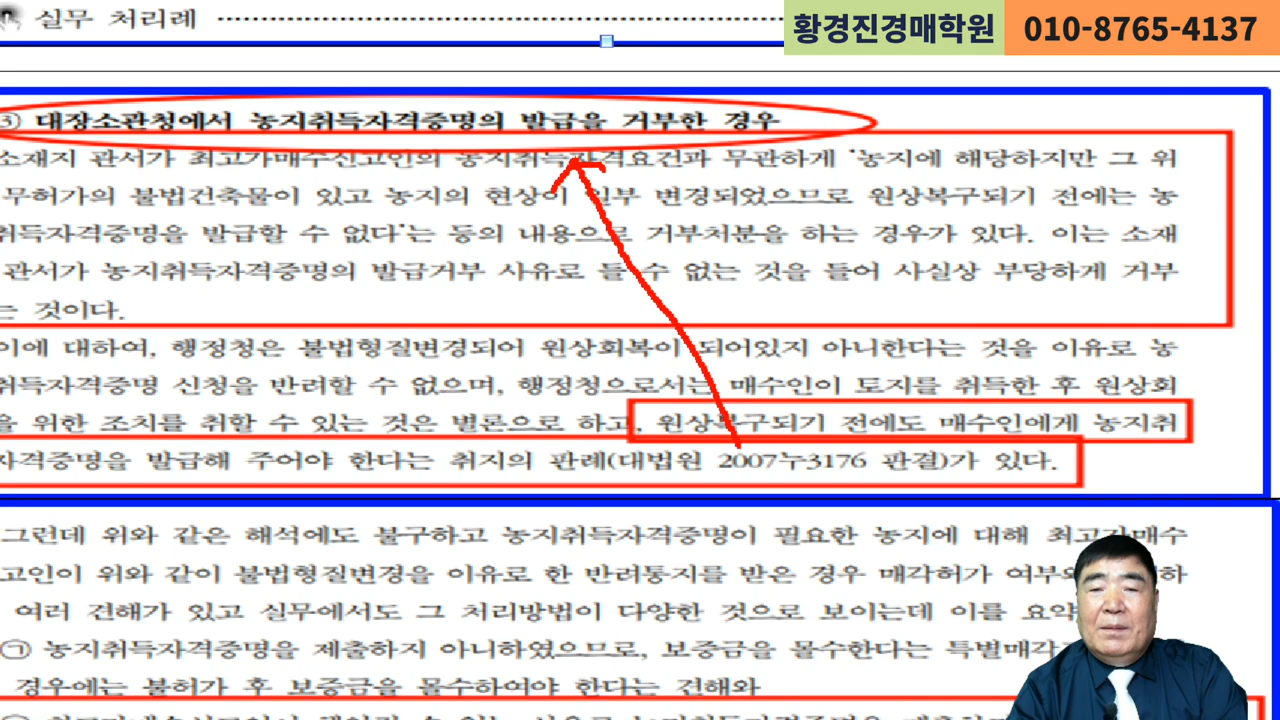 실무 처리례
황경진경매학원 010-8765-4137
③ 대장소관청에서 농지취득자격증명의 발급을 거부한 경우
소재지 관서가 최고가매수신고인의 농지취득자격요건과 무관하게 '농지에 해당하지만 그 위
무허가의 불법건축물이 있고 농지의 현상이 일부 변경되었으므로 원상복구되기 전에는 농
취득자격증명을 발급할 수 없다'는 등의 내용으로 거부처분을 하는 경우가 있다. 이는 소재
관서가 농지취득자격증명의 발급거부 사유로 들 수 없는 것을 들어 사실상 부당하게 거부
는 것이다.
이에 대하여, 행정청은 불법형질변경되어 원상회복이 되어있지 아니한다는 것을 이유로 농
취득자격증명 신청을 반려할 수 없으며, 행정청으로서는 매수인이 토지를 취득한 후 원상회
을 위한 조치를 취할 수 있는 것은 별론으로 하고, 원상복구되기 전에도 매수인에게 농지취
자격증명을 발급해 주어야 한다는 취지의 판례(대법원 2007누3176 판결)가 있다.
그런데 위와 같은 해석에도 불구하고 농지취득자격증명이 필요한 농지에 대해 최고가매수
고인이 위와 같이 불법형질변경을 이유로 한 반려통지를 받은 경우 매각허가 하
여러 견해가 있고 실무에서도 그 처리방법이 다양한 것으로 보이는데 이를
㉠ 농지취득자격증명을 제출하지 아니하였으므로, 보증금을 몰수한다는 특별매각
경우에는 불허가 후 보증금을 몰수하여야 한다는 견해와